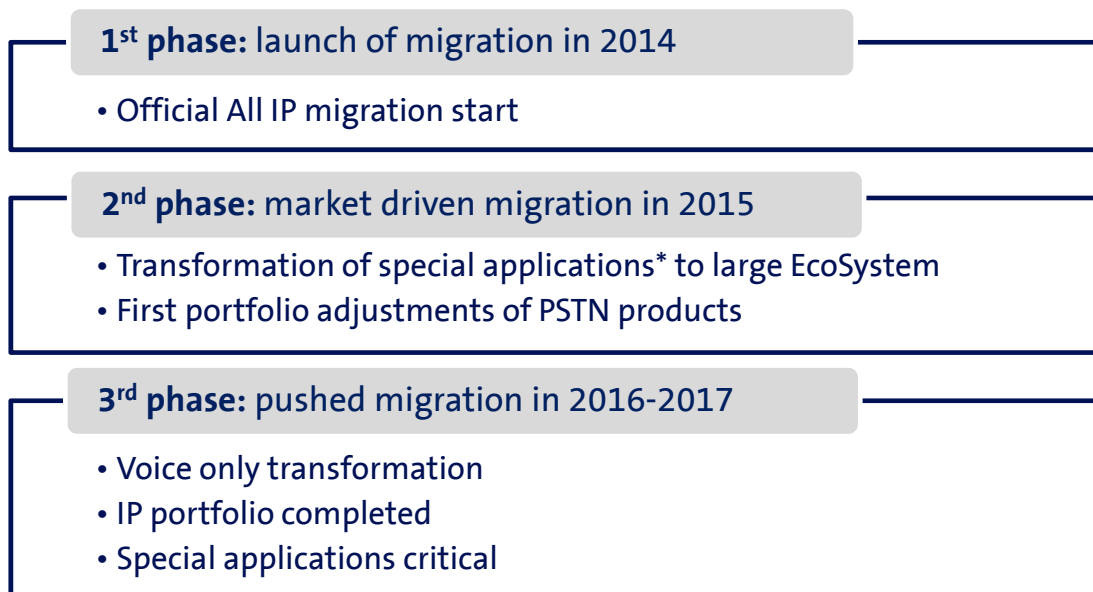 1st phase: launch of migration in 2014
• Official All IP migration start
2nd phase: market driven migration in 2015
• Transformation of special applications* to large EcoSystem
• First portfolio adjustments of PSTN products
3rd phase: pushed migration in 2016-2017
• Voice only transformation
• IP portfolio completed
• Special applications critical